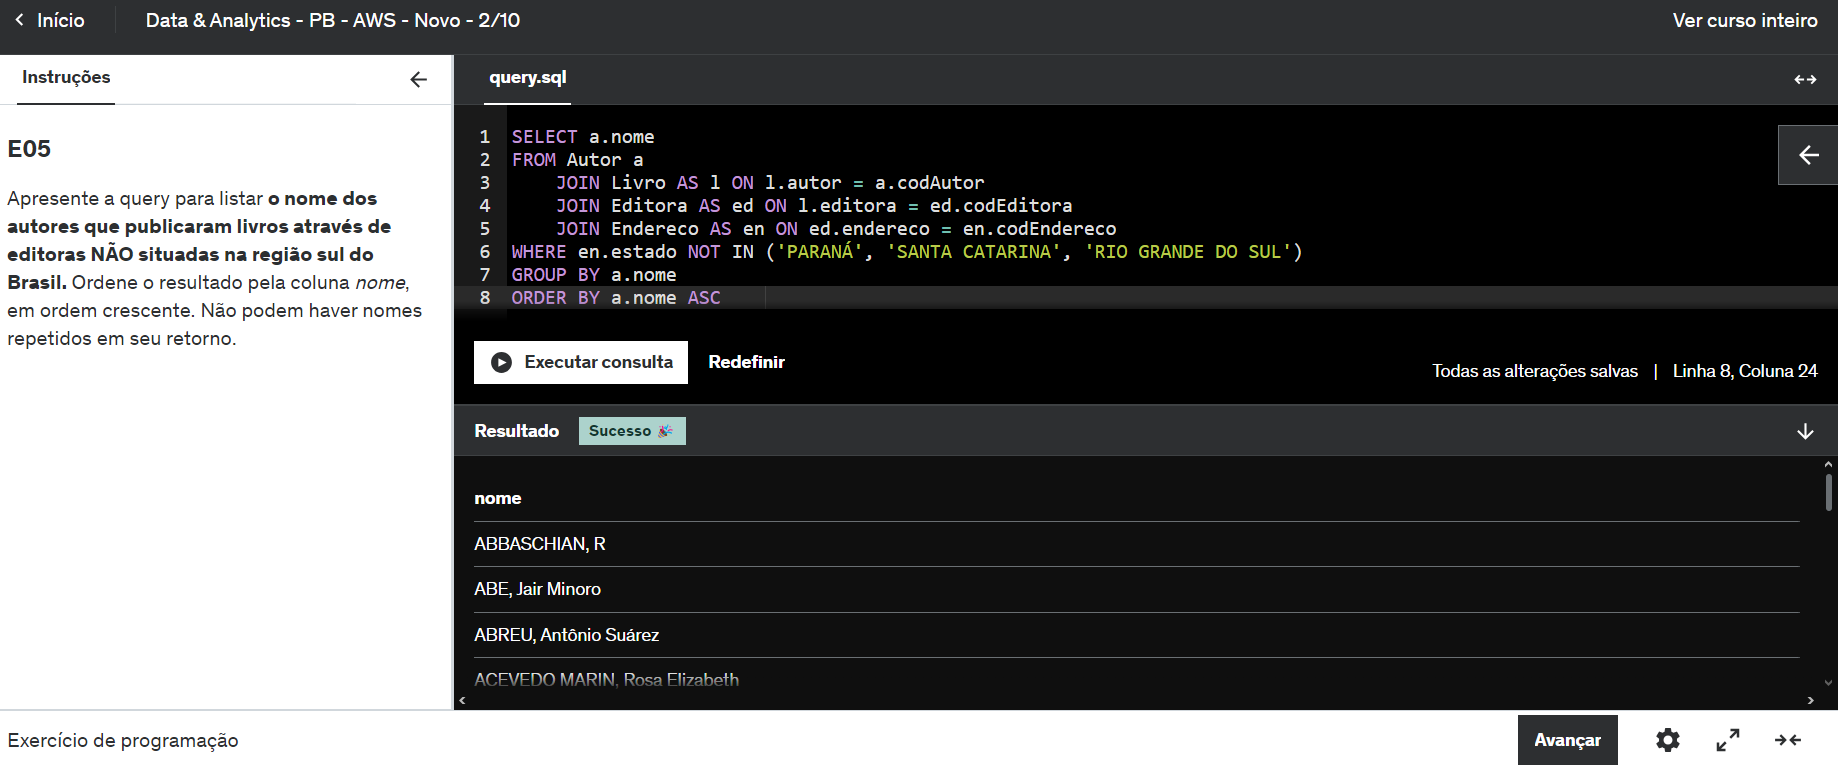 Início
Data & Analytics - PB - AWS - Novo - 2/10
Ver curso inteiro
Instruções
E05
Apresente a query para listar o nome dos
autores que publicaram livros através de
editoras NÃO situadas na região sul do
Brasil. Ordene o resultado pela coluna nome,
em ordem crescente. Não podem haver nomes
repetidos em seu retorno.
query.sql
1 SELECT a.nome
2 FROM Autor a
3 JOIN Livro AS l ON l.autor = a.codAutor
4 JOIN Editora AS ed ON l.editora = ed.codEditora
5 JOIN Endereco AS en ON ed.endereco = en.codEndereco
6 WHERE en.estado NOT IN ('PARANÁ', 'SANTA CATARINA', 'RIO GRANDE DO SUL')
7 GROUP BY a.nome
8 ORDER BY a.nome ASC
Executar consulta
Redefinir
Todas as alterações salvas | Linha 8, Coluna 24
Resultado
Sucesso 🎉
nome
ABBASCHIAN, R
ABE, Jair Minoro
ABREU, Antônio Suárez
ACEVEDO MARIN, Rosa Elizabeth
Exercício de programação
Avançar